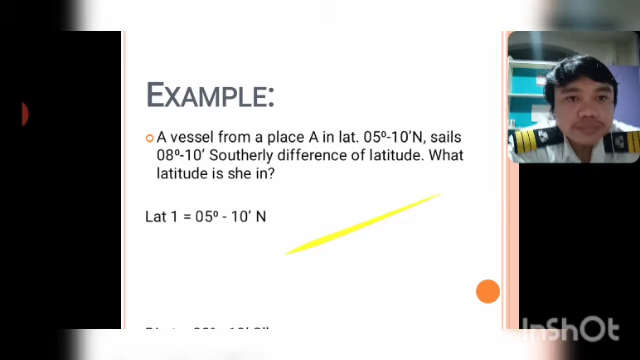 EXAMPLE:
A vessel from a place A in lat. 05º-10'N, sails
08º-10' Southerly difference of latitude. What
latitude is she in?
Lat 1 = 05º - 10' N
InShOt